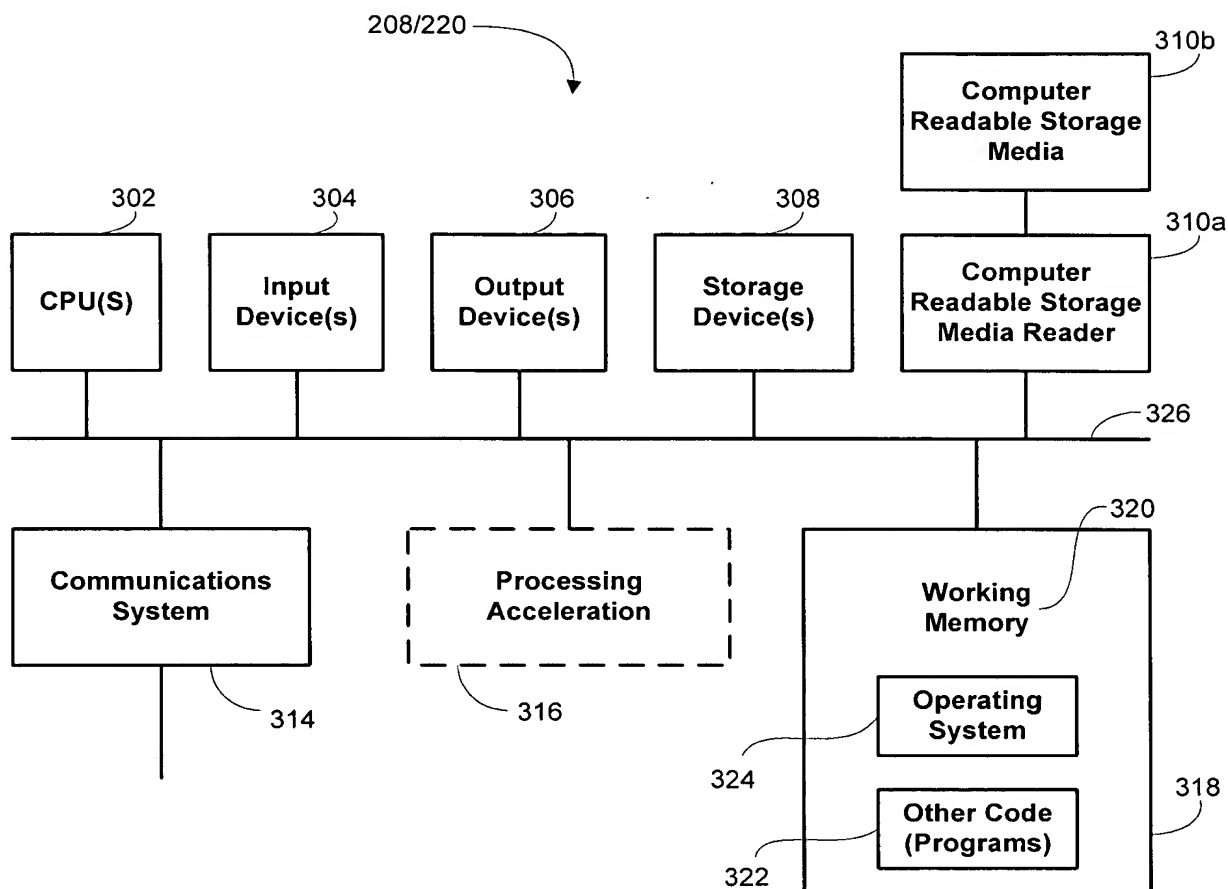 208/220
310b
Computer
Readable Storage
Media
302
304
306
308
310a
CPU(S)
Input
Device(s)
Output
Device(s)
Storage
Device(s)
Computer
Readable Storage
Media Reader
326
320
Communications
System
Processing
Acceleration
Working
Memory
314
316
Operating
System
324
318
Other Code
(Programs)
322